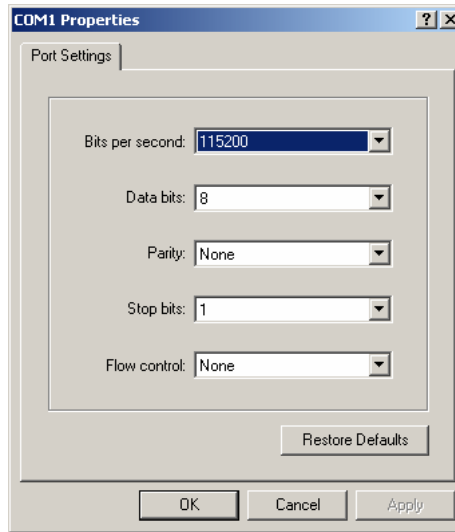 COM1 Properties
Port Settings
Bits per second: 115200
Data bits: 8
Parity: None
Stop bits: 1
Flow control: None
Restore Defaults
OK Cancel Apply